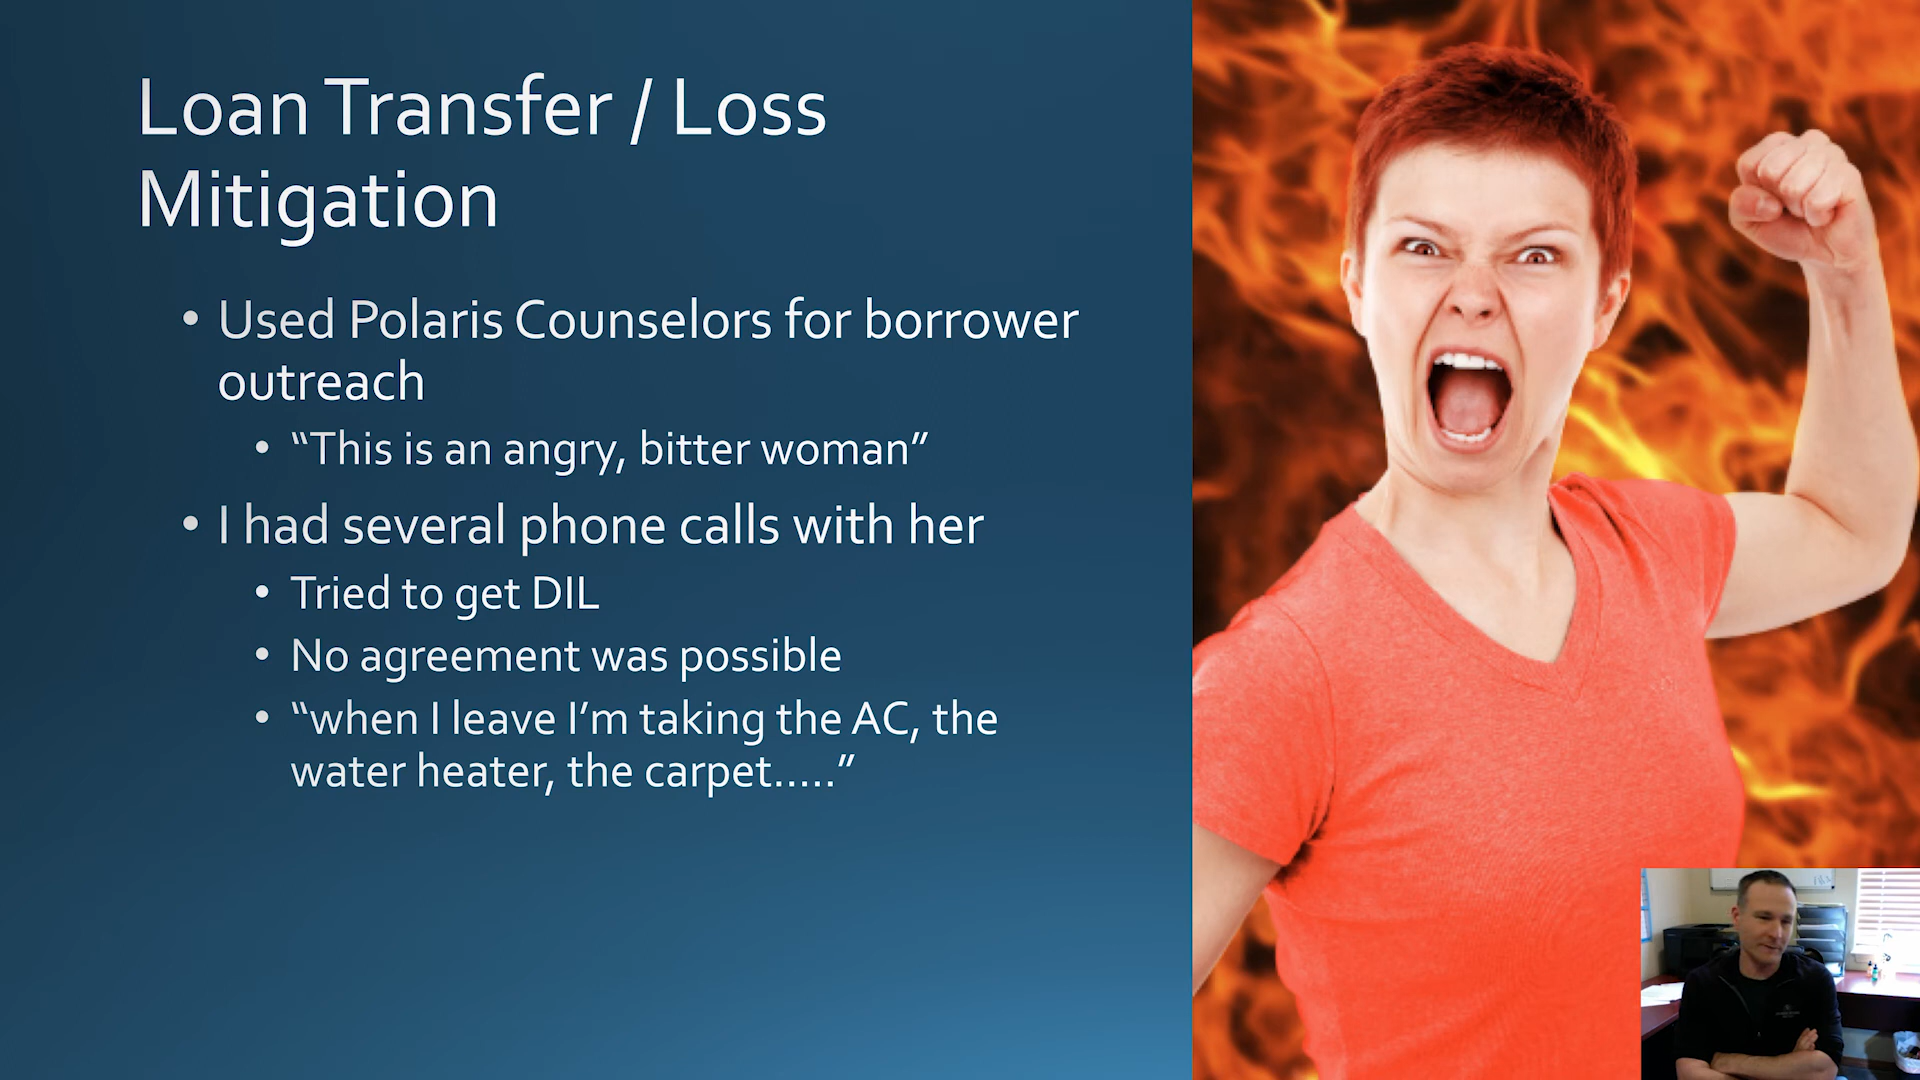 Loan Transfer / Loss
Mitigation
• Used Polaris Counselors for borrower
outreach
• “This is an angry, bitter woman”
• I had several phone calls with her
• Tried to get DIL
• No agreement was possible
• “when I leave I’m taking the AC, the
water heater, the carpet.....”